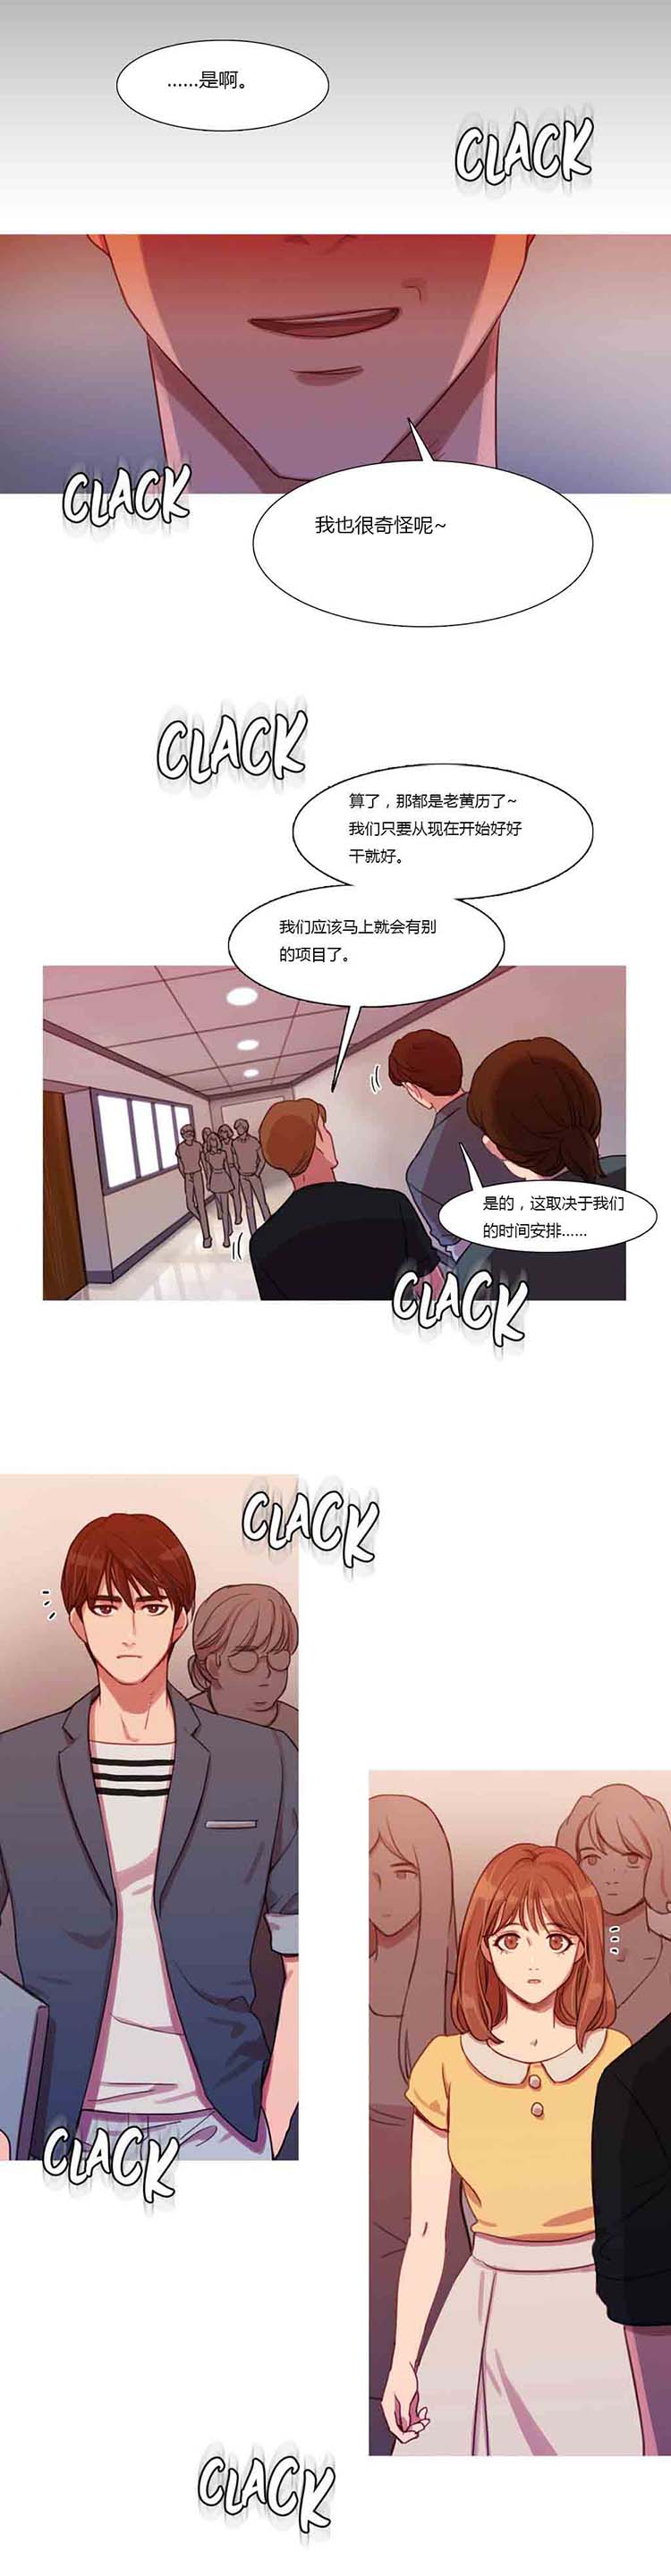 ……是啊。
CLACK
CLACK
我也很奇怪呢~
CLACK
算了，那都是老黄历了~
我们只要从现在开始好好
干就好。
我们应该马上就会有别
的项目了。
是的，这取决于我们
的时间安排……
CLACK
CLACK
CLACK
CLACK